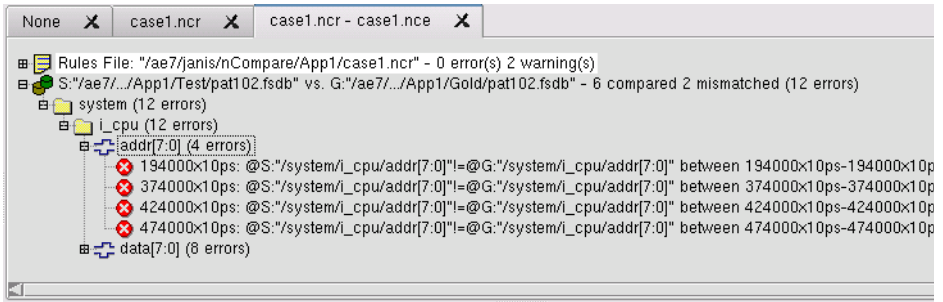 None X case1.ncr X case1.ncr - case1.nce X
Rules File: "/ae7/janis/nCompare/App1/case1.ncr" - 0 error(s) 2 warning(s)
S:"/ae7/.../App1/Test/pat102.fsdb" vs. G:"/ae7/.../App1/Gold/pat102.fsdb" - 6 compared 2 mismatched (12 errors)
system (12 errors)
i_cpu (12 errors)
addr[7:0] (4 errors)
194000x10ps: @S:"/system/i_cpu/addr[7:0]"!=@G:"/system/i_cpu/addr[7:0]" between 194000x10ps-194000x10p
374000x10ps: @S:"/system/i_cpu/addr[7:0]"!=@G:"/system/i_cpu/addr[7:0]" between 374000x10ps-374000x10p
424000x10ps: @S:"/system/i_cpu/addr[7:0]"!=@G:"/system/i_cpu/addr[7:0]" between 424000x10ps-424000x10p
474000x10ps: @S:"/system/i_cpu/addr[7:0]"!=@G:"/system/i_cpu/addr[7:0]" between 474000x10ps-474000x10p
data[7:0] (8 errors)